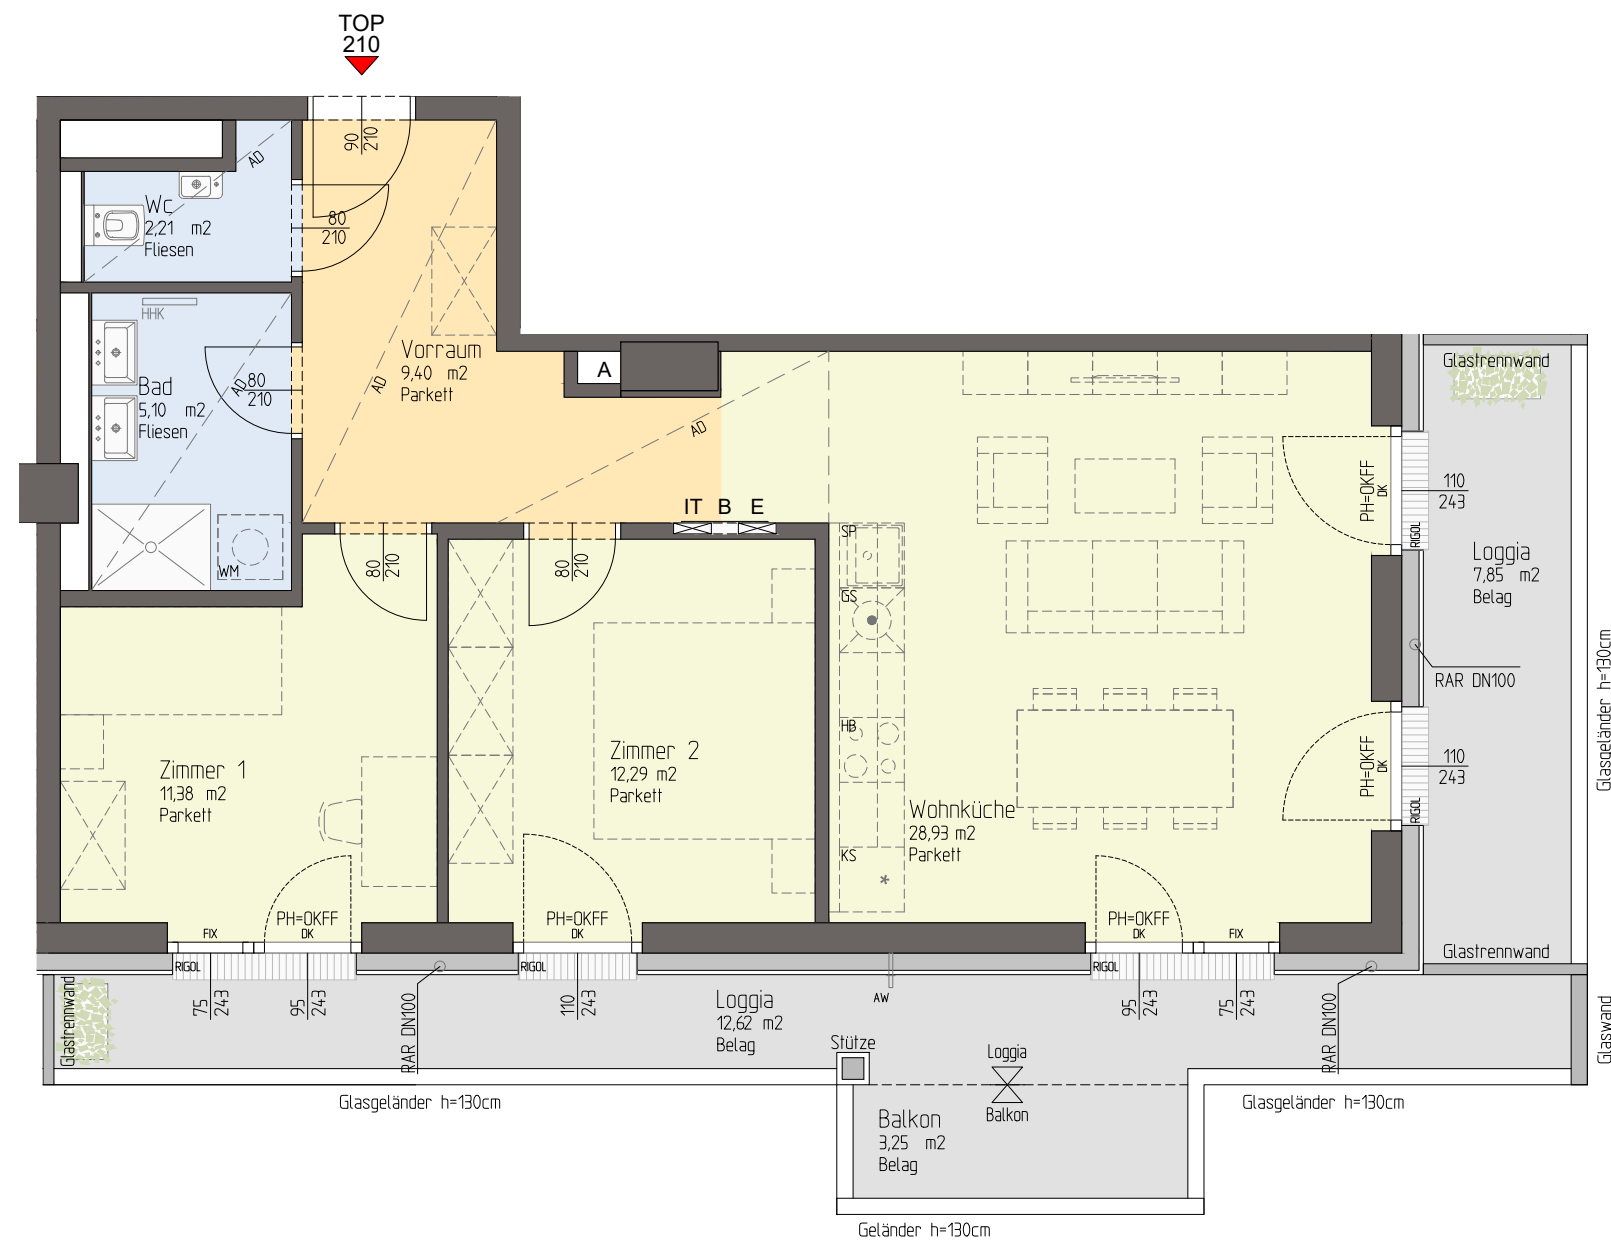 TOP
210
90
210
AD
Wc
2,21 m2
Fliesen
80
210
HHK
Bad
5,10 m2
Fliesen
AD
80
210
WM
Vorraum
9,40 m2
Parkett
AD
A
AD
IT B E
80
210
80
210
Zimmer 1
11,38 m2
Parkett
Zimmer 2
12,29 m2
Parkett
SP
GS
HB
KS
*
Wohnküche
28,93 m2
Parkett
PH=OKFF
DK
110
243
RIGOL
PH=OKFF
DK
110
243
RIGOL
Glastrennwand
Loggia
7,85 m2
Belag
RAR DN100
Glasgeländer h=130cm
Glastrennwand
FIX
PH=OKFF
DK
PH=OKFF
DK
PH=OKFF
DK
FIX
RIGOL
75
243
95
243
RIGOL
110
243
RIGOL
95
243
75
243
Glastrennwand
RAR DN100
Loggia
12,62 m2
Belag
AW
Stütze
Loggia
Balkon
RAR DN100
Glaswand
Glasgeländer h=130cm
Glasgeländer h=130cm
Balkon
3,25 m2
Belag
Geländer h=130cm